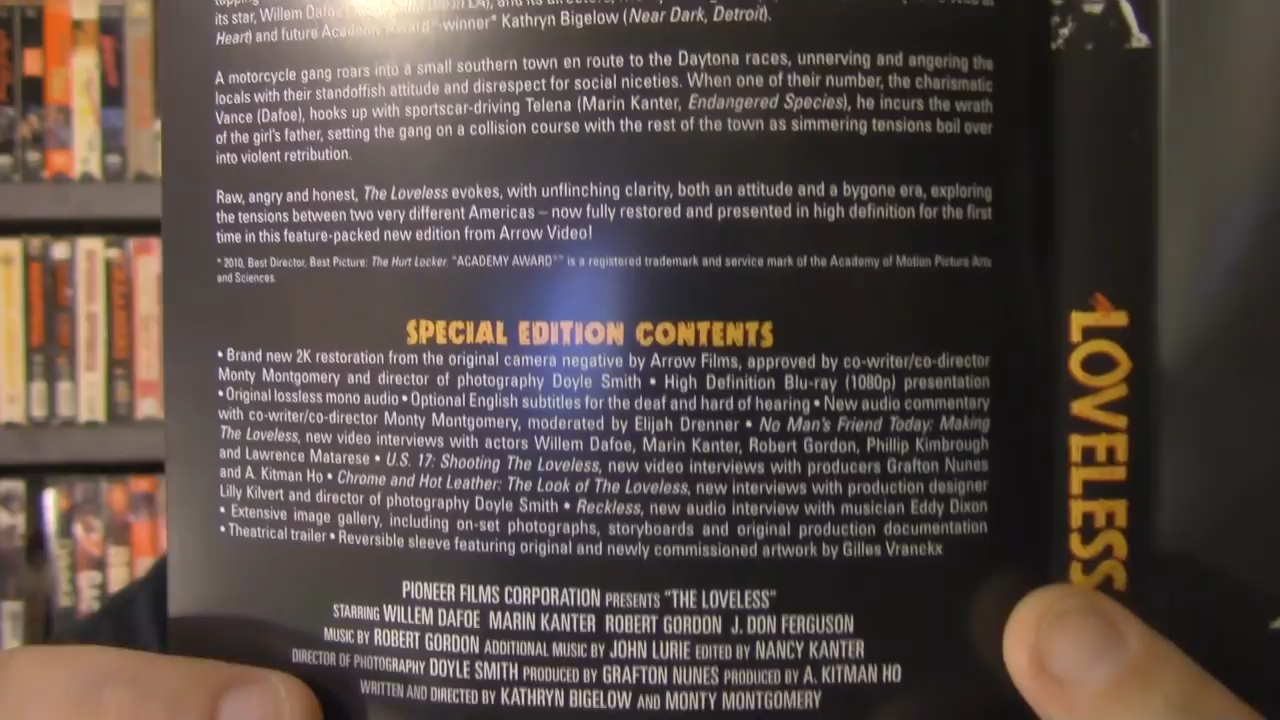 its star, Willem Dafoe
Heart) and future Academy Award -winner* Kathryn Bigelow (Near Dark, Detroit).
A motorcycle gang roars into a small southern town en route to the Daytona races, unnerving and angering the
locals with their standoffish attitude and disrespect for social niceties. When one of their number, the charismatic
Vance (Dafoe), hooks up with sportscar-driving Telena (Marin Kanter, Endangered Species), he incurs the wrath
of the girl's father, setting the gang on a collision course with the rest of the town as simmering tensions boil over
into violent retribution.
Raw, angry and honest, The Loveless evokes, with unflinching clarity, both an attitude and a bygone era, exploring
the tensions between two very different Americas – now fully restored and presented in high definition for the first
time in this feature-packed new edition from Arrow Video!
* 2010, Best Director, Best Picture: The Hurt Locker. "ACADEMY AWARD®" is a registered trademark and service mark of the Academy of Motion Picture Arts
and Sciences.
SPECIAL EDITION CONTENTS
• Brand new 2K restoration from the original camera negative by Arrow Films, approved by co-writer/co-director
Monty Montgomery and director of photography Doyle Smith • High Definition Blu-ray (1080p) presentation
• Original lossless mono audio • Optional English subtitles for the deaf and hard of hearing • New audio commentary
with co-writer/co-director Monty Montgomery, moderated by Elijah Drenner • No Man's Friend Today: Making
The Loveless, new video interviews with actors Willem Dafoe, Marin Kanter, Robert Gordon, Phillip Kimbrough
and Lawrence Matarese • U.S. 17: Shooting The Loveless, new video interviews with producers Grafton Nunes
and A. Kitman Ho • Chrome and Hot Leather: The Look of The Loveless, new interviews with production designer
Lilly Kilvert and director of photography Doyle Smith • Reckless, new audio interview with musician Eddy Dixon
• Extensive image gallery, including on-set photographs, storyboards and original production documentation
• Theatrical trailer • Reversible sleeve featuring original and newly commissioned artwork by Gilles Vranckx
PIONEER FILMS CORPORATION PRESENTS "THE LOVELESS"
STARRING WILLEM DAFOE MARIN KANTER ROBERT GORDON J. DON FERGUSON
MUSIC BY ROBERT GORDON ADDITIONAL MUSIC BY JOHN LURIE EDITED BY NANCY KANTER
DIRECTOR OF PHOTOGRAPHY DOYLE SMITH PRODUCED BY GRAFTON NUNES PRODUCED BY A. KITMAN HO
WRITTEN AND DIRECTED BY KATHRYN BIGELOW AND MONTY MONTGOMERY
LOVELESS